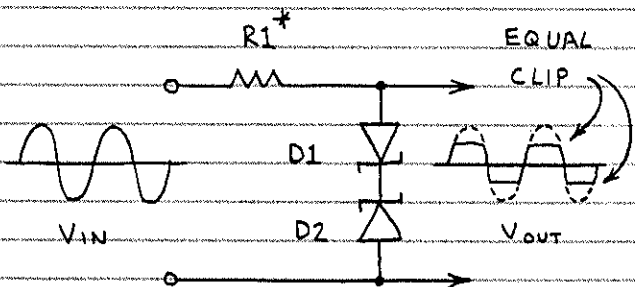 R1*
EQUAL
CLIP
D1
D2
VIN
VOUT